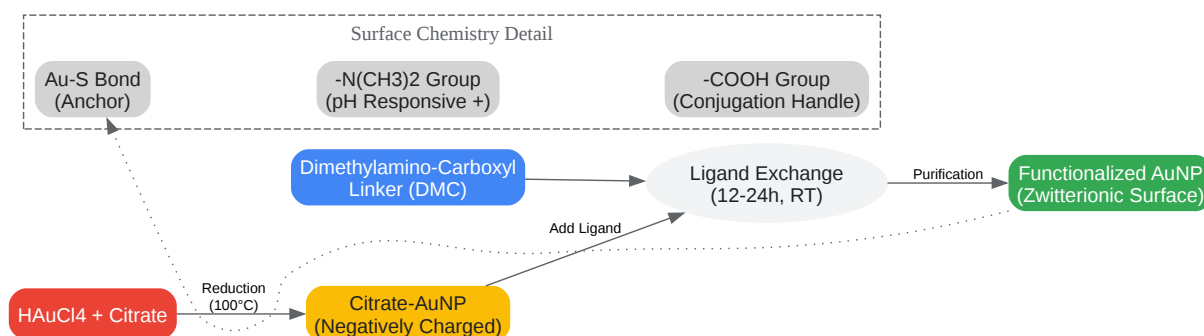 Surface Chemistry Detail
Au-S Bond
(Anchor)
-N(CH3)2 Group
(pH Responsive +)
-COOH Group
(Conjugation Handle)
Dimethylamino-Carboxyl
Linker (DMC)
Ligand Exchange
(12-24h, RT)
Purification
Functionalized AuNP
(Zwitterionic Surface)
Add Ligand
HAuCl4 + Citrate
Reduction
(100°C)
Citrate-AuNP
(Negatively Charged)